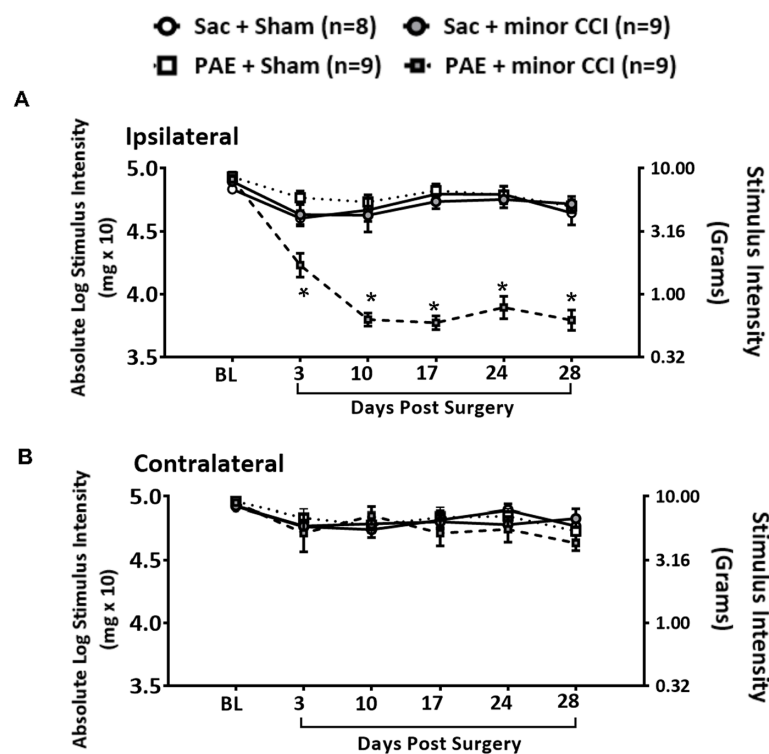 Sac + Sham (n=8) Sac + minor CCI (n=9)
PAE + Sham (n=9) PAE + minor CCI (n=9)
A
Ipsilateral
Absolute Log Stimulus Intensity
(mg x 10)
5.0
4.5
4.0
3.5
10.00
3.16
1.00
0.32
Stimulus Intensity
(Grams)
* * * * *
BL 3 10 17 24 28
Days Post Surgery
B
Contralateral
Absolute Log Stimulus Intensity
(mg x 10)
5.0
4.5
4.0
3.5
10.00
3.16
1.00
0.32
Stimulus Intensity
(Grams)
BL 3 10 17 24 28
Days Post Surgery